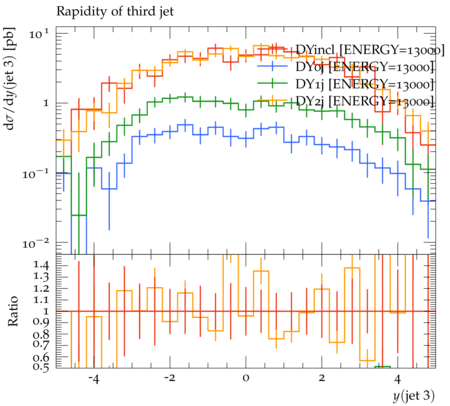 Rapidity of third jet
dσ/dy(jet 3) [pb]
10¹
1
10⁻¹
10⁻²
DYincl [ENERGY=13000]
DY0j [ENERGY=13000]
DY1j [ENERGY=13000]
DY2j [ENERGY=13000]
Ratio
1.4
1.3
1.2
1.1
1
0.9
0.8
0.7
0.6
0.5
-4 -2 0 2 4
y(jet 3)